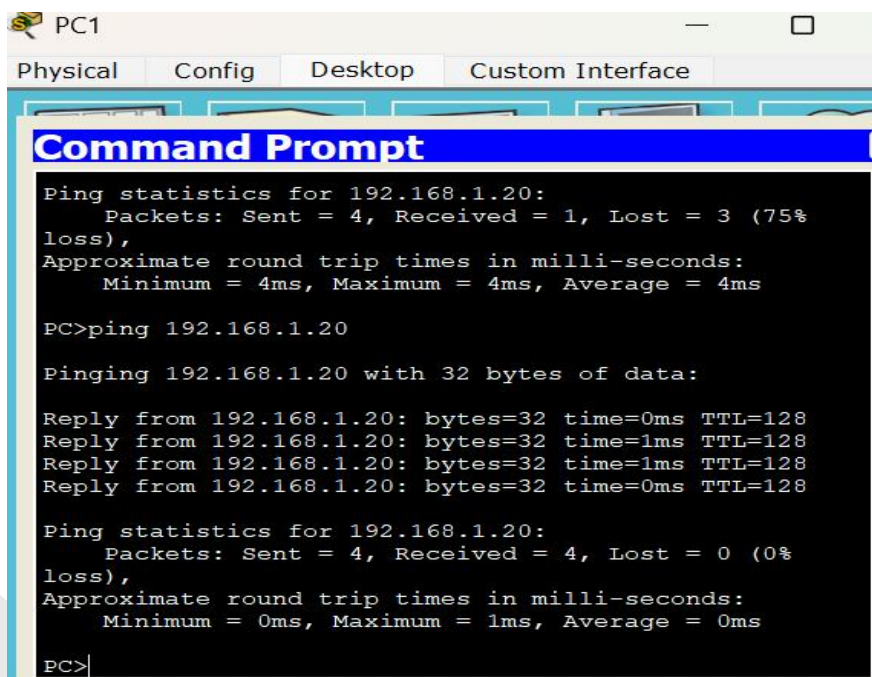 PC1
Physical Config Desktop Custom Interface
Command Prompt
Ping statistics for 192.168.1.20:
Packets: Sent = 4, Received = 1, Lost = 3 (75%
loss),
Approximate round trip times in milli-seconds:
Minimum = 4ms, Maximum = 4ms, Average = 4ms
PC>ping 192.168.1.20
Pinging 192.168.1.20 with 32 bytes of data:
Reply from 192.168.1.20: bytes=32 time=0ms TTL=128
Reply from 192.168.1.20: bytes=32 time=1ms TTL=128
Reply from 192.168.1.20: bytes=32 time=1ms TTL=128
Reply from 192.168.1.20: bytes=32 time=0ms TTL=128
Ping statistics for 192.168.1.20:
Packets: Sent = 4, Received = 4, Lost = 0 (0%
loss),
Approximate round trip times in milli-seconds:
Minimum = 0ms, Maximum = 1ms, Average = 0ms
PC>